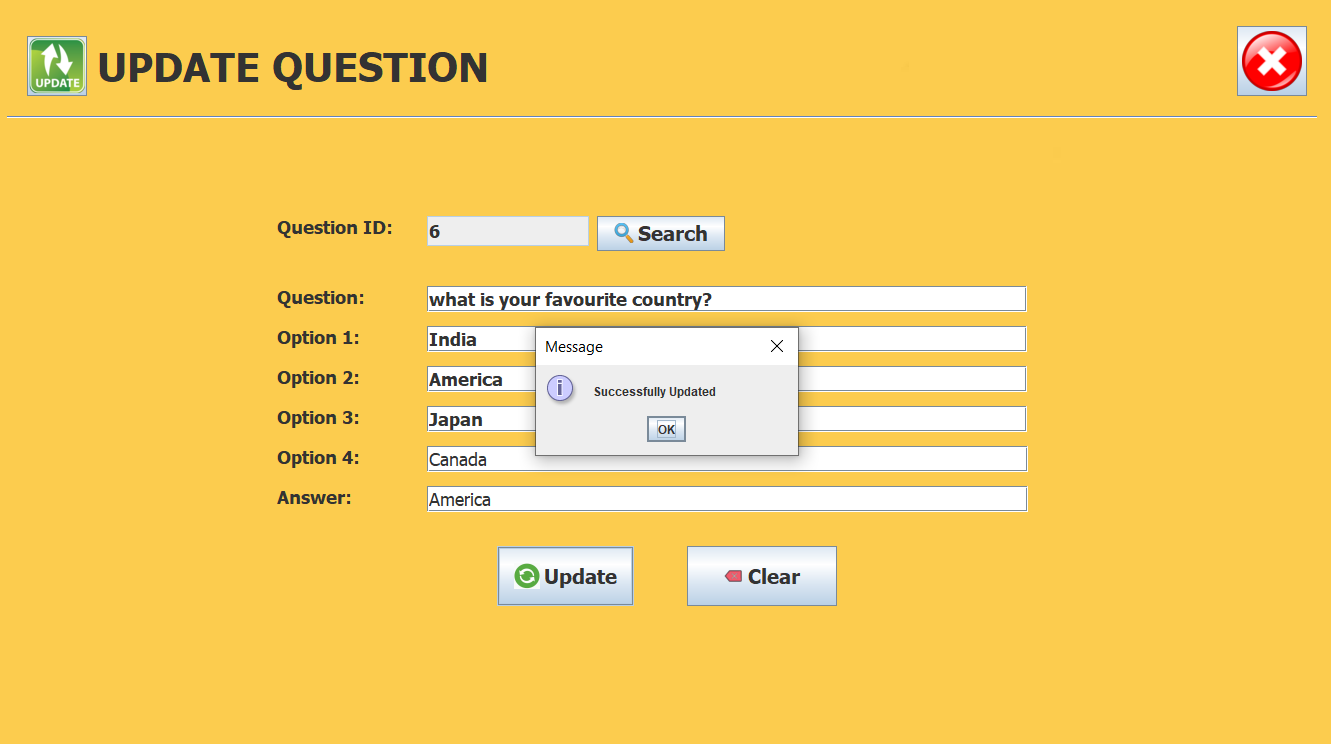 UPDATE
UPDATE QUESTION
Question ID: 6 Search
Question: what is your favourite country?
Option 1: India
Message
Option 2: America
Successfully Updated
Option 3: Japan
OK
Option 4: Canada
Answer: America
Update Clear